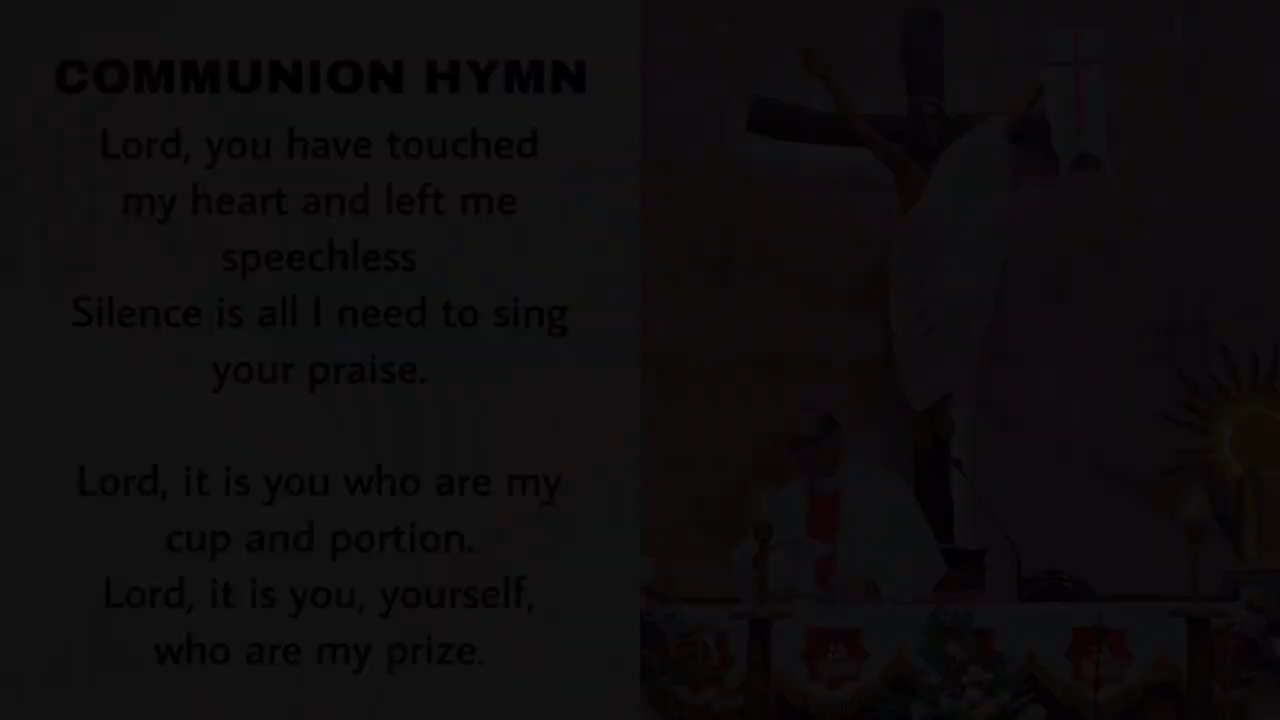 COMMUNION HYMN
Lord, you have touched
my heart and left me
speechless
Silence is all I need to sing
your praise.
Lord, it is you who are my
cup and portion.
Lord, it is you, yourself,
who are my prize.